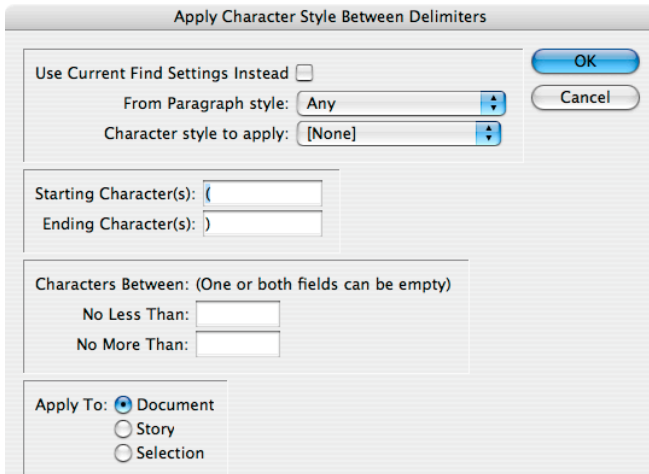 Apply Character Style Between Delimiters
Use Current Find Settings Instead
OK
From Paragraph style: Any
Cancel
Character style to apply: [None]
Starting Character(s): (
Ending Character(s): )
Characters Between: (One or both fields can be empty)
No Less Than:
No More Than:
Apply To: Document
Story
Selection